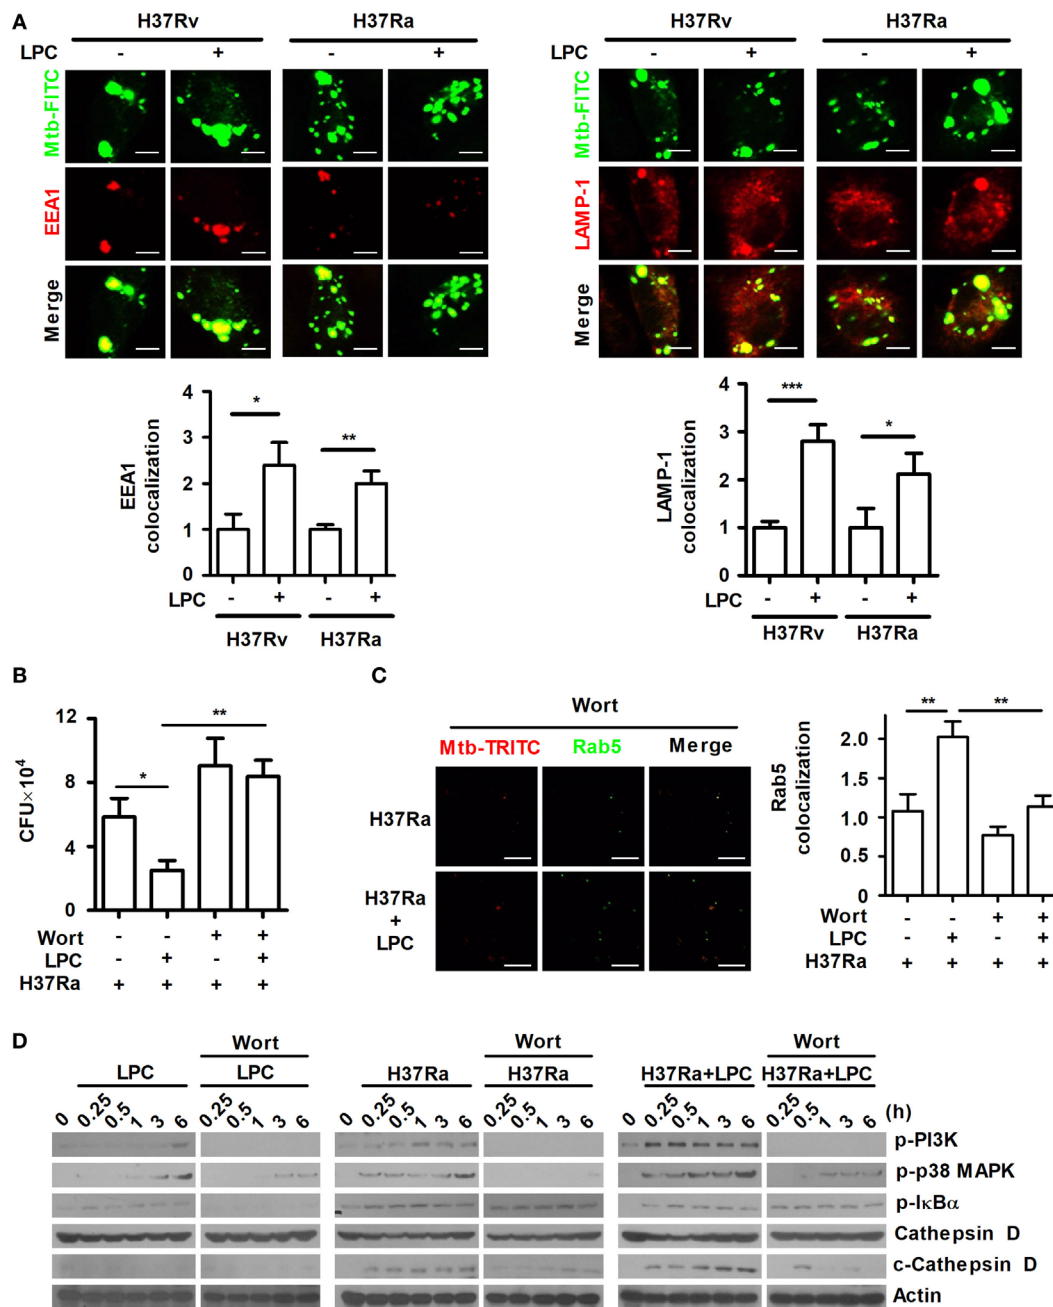 A
H37Rv H37Ra H37Rv H37Ra
LPC - + - + LPC - + - +
Mtb-FITC Mtb-FITC
EEA1 LAMP-1
Merge Merge
EEA1 colocalization
4
3
2
1
0
* **
LPC - + - +
H37Rv H37Ra
LAMP-1 colocalization
4
3
2
1
0
*** *
LPC - + - +
H37Rv H37Ra
B
CFU×10⁴
12
8
4
0
* **
Wort - - + +
LPC - + - +
H37Ra + + + +
C
Wort
Mtb-TRITC Rab5 Merge
H37Ra
H37Ra
+
LPC
Rab5 colocalization
2.0
1.5
1.0
0.5
0
** **
Wort - - + +
LPC - + - +
H37Ra + + + +
D
Wort Wort Wort
LPC LPC H37Ra H37Ra H37Ra+LPC H37Ra+LPC
0 0.25 0.5 1 3 6 0.25 0.5 1 3 6 0 0.25 0.5 1 3 6 0.25 0.5 1 3 6 0 0.25 0.5 1 3 6 0.25 0.5 1 3 6 (h)
p-PI3K
p-p38 MAPK
p-IκBα
Cathepsin D
c-Cathepsin D
Actin